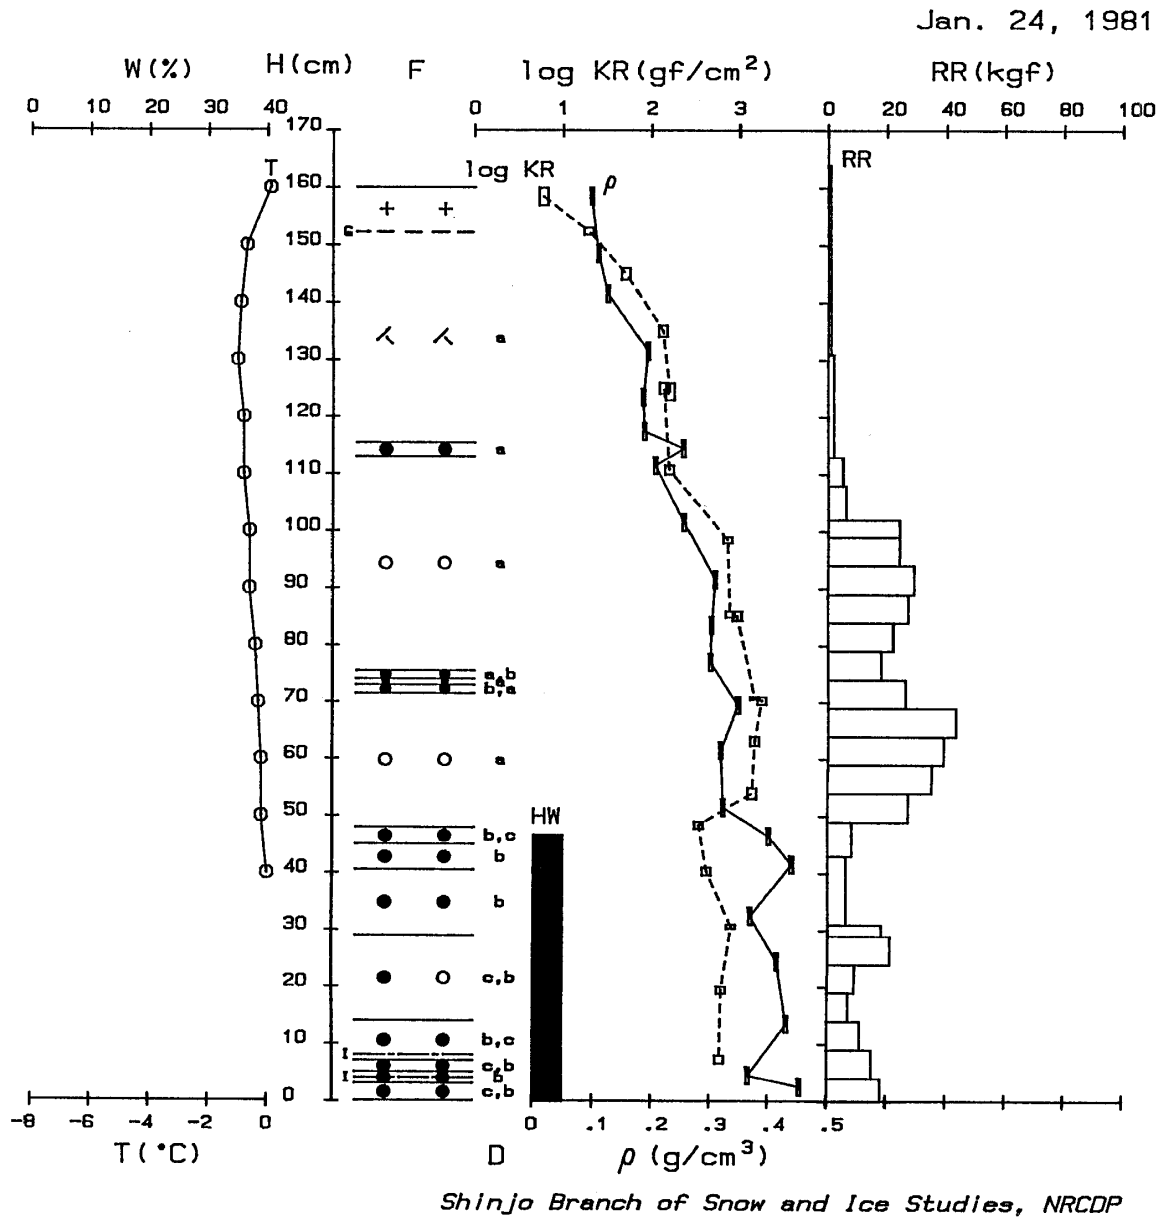 Jan. 24, 1981
W(%) H(cm) F log KR(gf/cm²) RR(kgf)
0 10 20 30 40 170 0 1 2 3 0 20 40 60 100
T log KR ρ RR
160
150
140
130 a
120
110 a
100
90 a
80
a,b
a
b,a
70
60 a
50 HW
b,c
b
40
b
30
20 c,b
10 b,c
I
c,b
I b
c,b
0
-8 -6 -4 -2 0 0 .1 .2 .3 .4 .5
T(°C) D ρ (g/cm³)
Shinjo Branch of Snow and Ice Studies, NRCDP